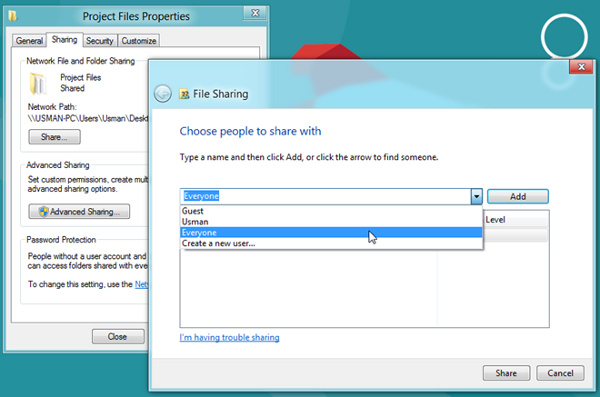 Project Files Properties
General
Sharing
Security
Customize
Network File and Folder Sharing
Project Files
Shared
Network Path:
\\USMAN-PC\Users\Usman\Deskt
Share...
Advanced Sharing
Set custom permissions, create mult
advanced sharing options.
Advanced Sharing...
Password Protection
People without a user account and
can access folders shared with eve
To change this setting, use the Net
Close
File Sharing
Choose people to share with
Type a name and then click Add, or click the arrow to find someone.
Everyone
Add
Guest
Usman
Everyone
Create a new user...
Level
I'm having trouble sharing
Share
Cancel